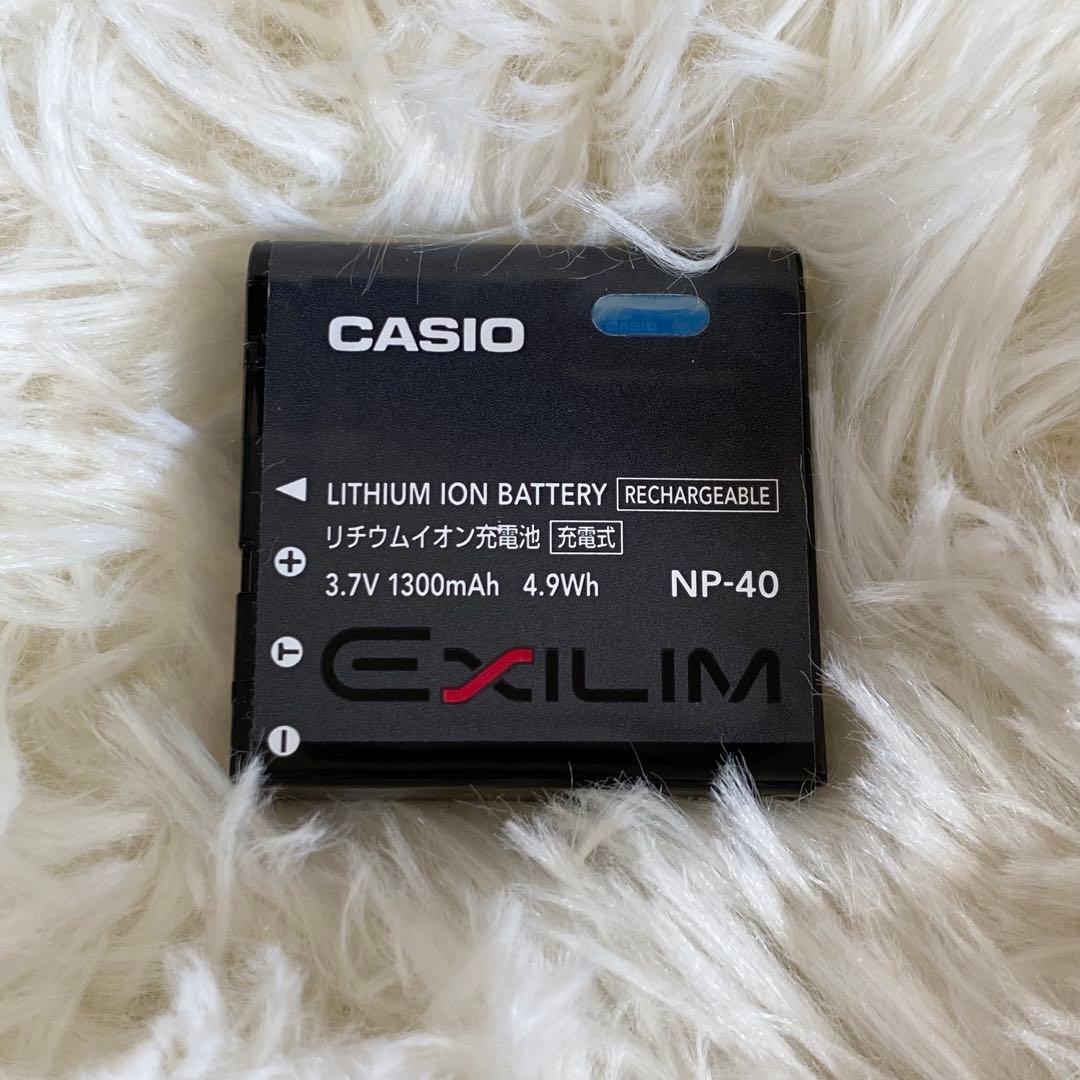 CASIO
CASIO
LITHIUM ION BATTERY RECHARGEABLE
リチウムイオン充電池 充電式
3.7V 1300mAh 4.9Wh NP-40
T
EXILIM